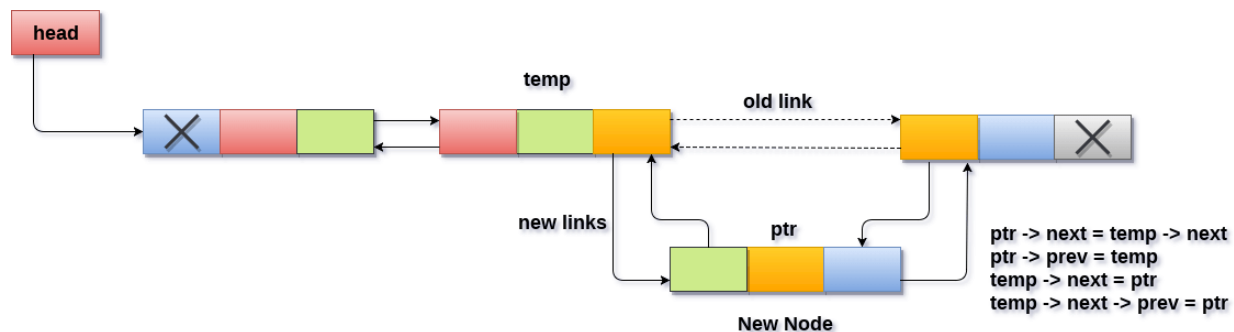 head
temp
old link
new links
ptr
ptr -> next = temp -> next
ptr -> prev = temp
temp -> next = ptr
temp -> next -> prev = ptr
New Node